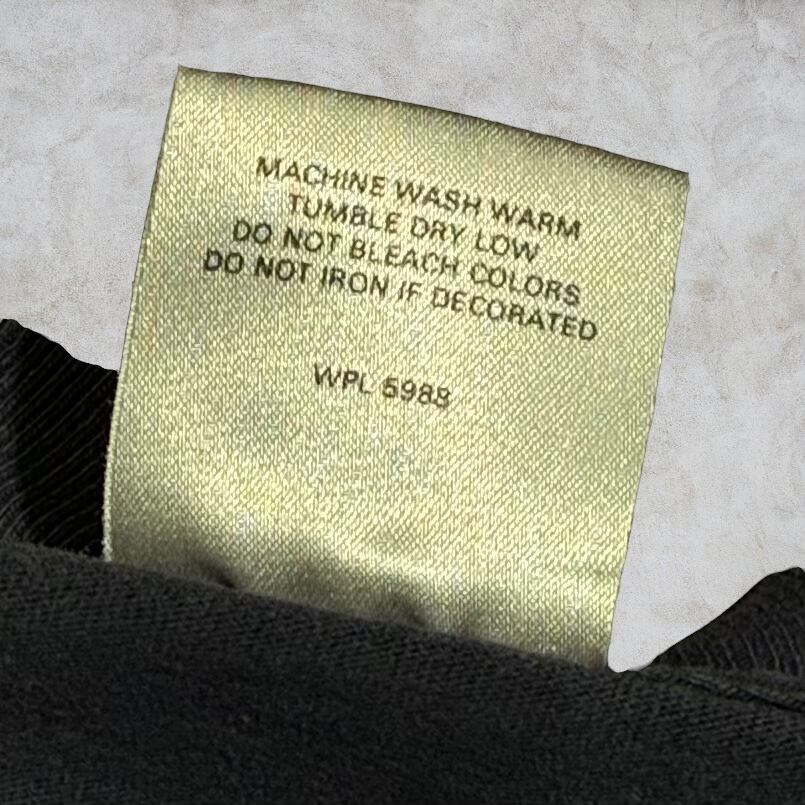 MACHINE WASH WARM
TUMBLE DRY LOW
DO NOT BLEACH COLORS
DO NOT IRON IF DECORATED
WPL 5988